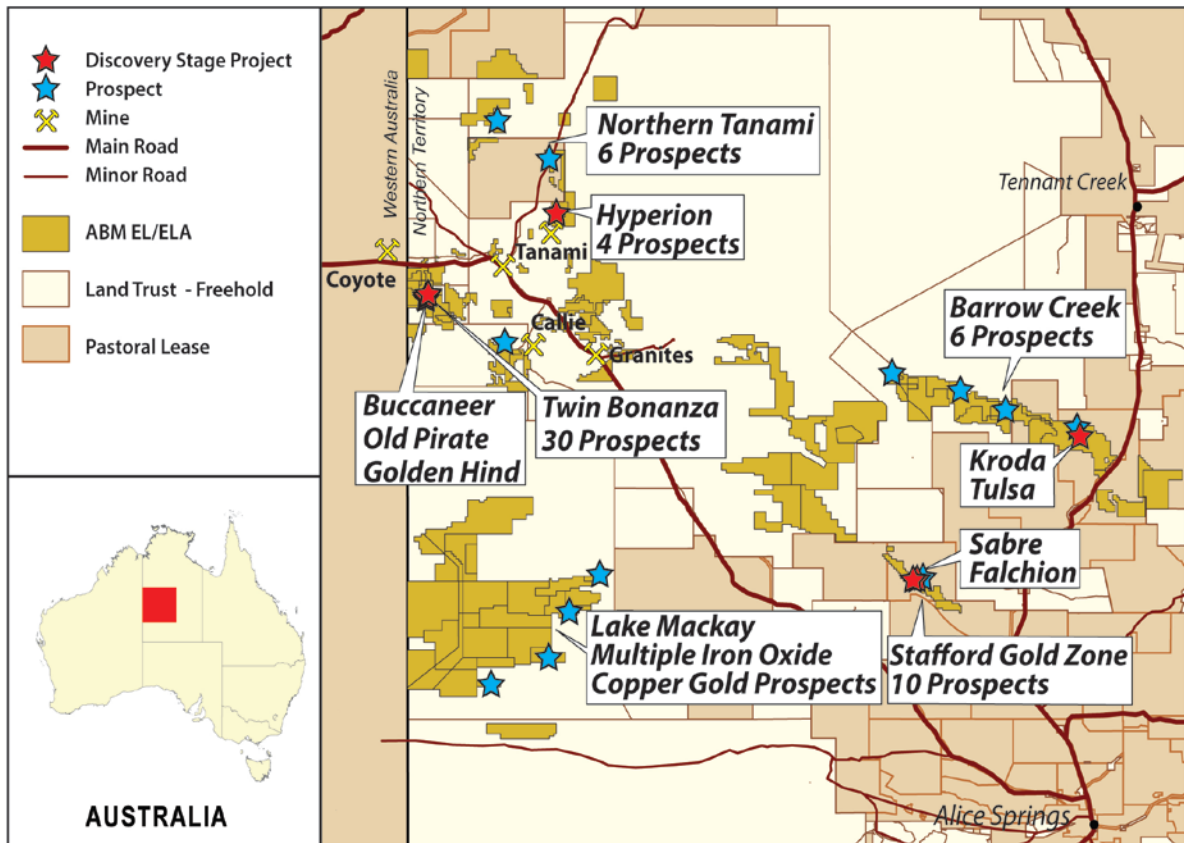 Discovery Stage Project
Prospect
Mine
Main Road
Minor Road
ABM EL/ELA
Land Trust - Freehold
Pastoral Lease
AUSTRALIA
Western Australia
Northern Territory
Northern Tanami
6 Prospects
Hyperion
4 Prospects
Tennant Creek
Tanami
Coyote
Callie
Granites
Barrow Creek
6 Prospects
Buccaneer
Old Pirate
Golden Hind
Twin Bonanza
30 Prospects
Kroda
Tulsa
Sabre
Falchion
Lake Mackay
Multiple Iron Oxide
Copper Gold Prospects
Stafford Gold Zone
10 Prospects
Alice Springs